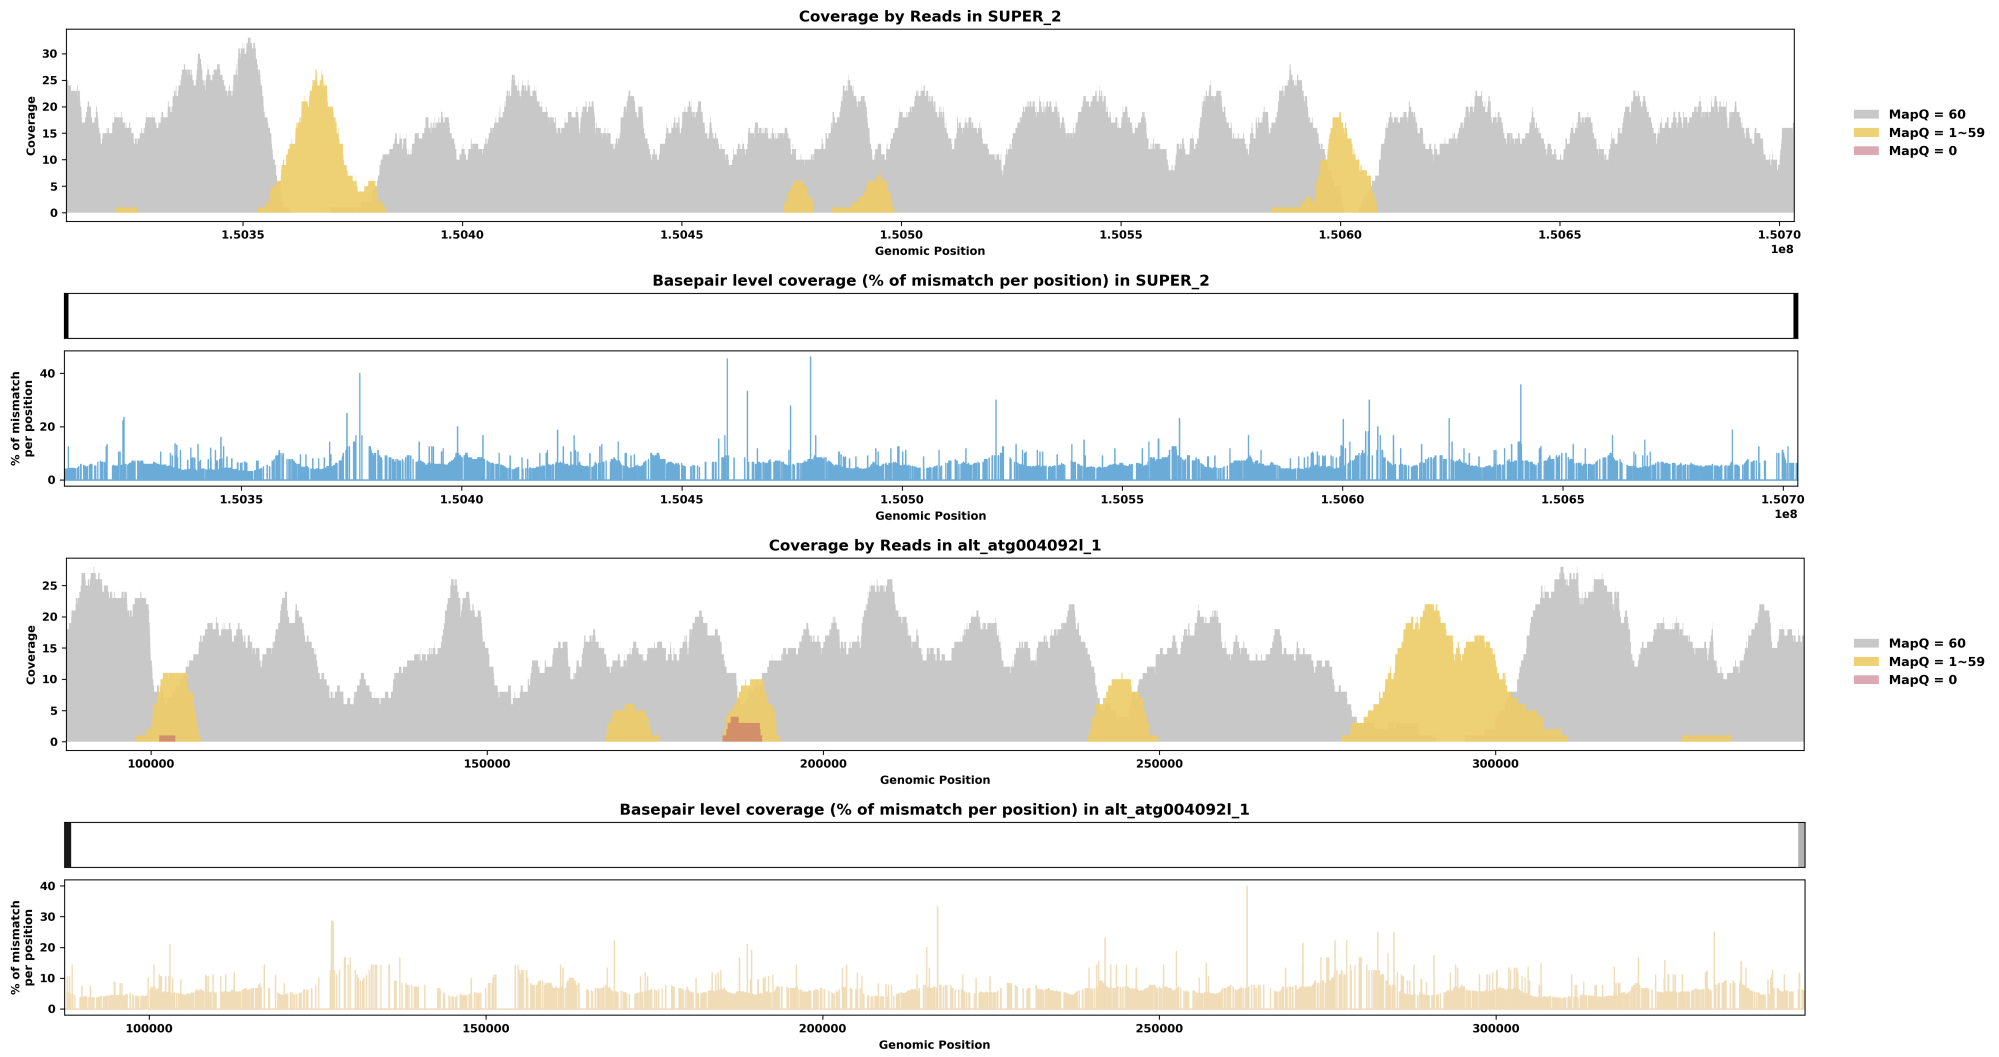 Coverage by Reads in SUPER_2
30
25
20
15
10
5
0
Coverage
1.5035 1.5040 1.5045 1.5050 1.5055 1.5060 1.5065 1.5070
1e8
Genomic Position
MapQ = 60
MapQ = 1~59
MapQ = 0
Basepair level coverage (% of mismatch per position) in SUPER_2
40
20
0
% of mismatch
per position
1.5035 1.5040 1.5045 1.5050 1.5055 1.5060 1.5065 1.5070
1e8
Genomic Position
Coverage by Reads in alt_atg004092l_1
25
20
15
10
5
0
Coverage
100000 150000 200000 250000 300000
Genomic Position
MapQ = 60
MapQ = 1~59
MapQ = 0
Basepair level coverage (% of mismatch per position) in alt_atg004092l_1
40
30
20
10
0
% of mismatch
per position
100000 150000 200000 250000 300000
Genomic Position